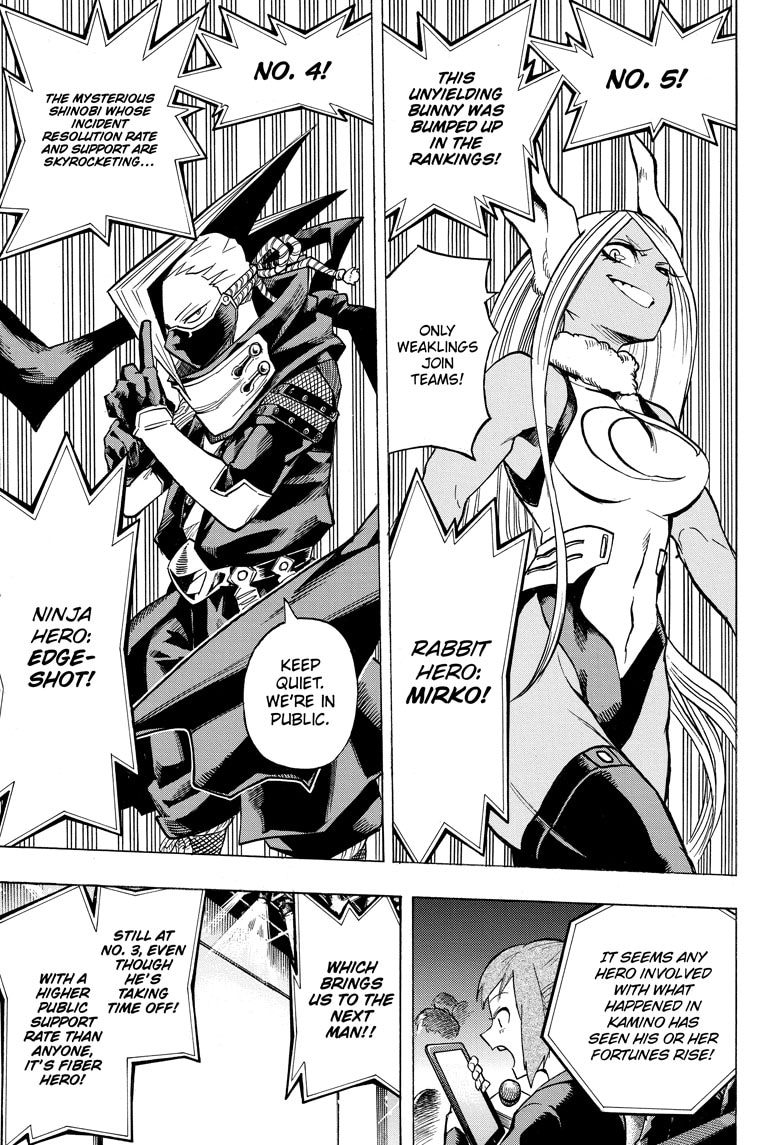 NO. 5!
THIS
UNYIELDING
BUNNY WAS
BUMPED UP
IN THE
RANKINGS!
ONLY
WEAKLINGS
JOIN
TEAMS!
RABBIT
HERO:
MIRKO!
NO. 4!
THE MYSTERIOUS
SHINOBI WHOSE
INCIDENT
RESOLUTION RATE
AND SUPPORT ARE
SKYROCKETING...
KEEP
QUIET.
WE'RE IN
PUBLIC.
NINJA
HERO:
EDGE-
SHOT!
IT SEEMS ANY
HERO INVOLVED
WITH WHAT
HAPPENED IN
KAMINO HAS
SEEN HIS OR HER
FORTUNES RISE!
WHICH
BRINGS
US TO THE
NEXT
MAN!!
STILL AT
NO. 3, EVEN
THOUGH
HE'S
TAKING
TIME OFF!
WITH A
HIGHER
PUBLIC
SUPPORT
RATE THAN
ANYONE,
IT'S FIBER
HERO!